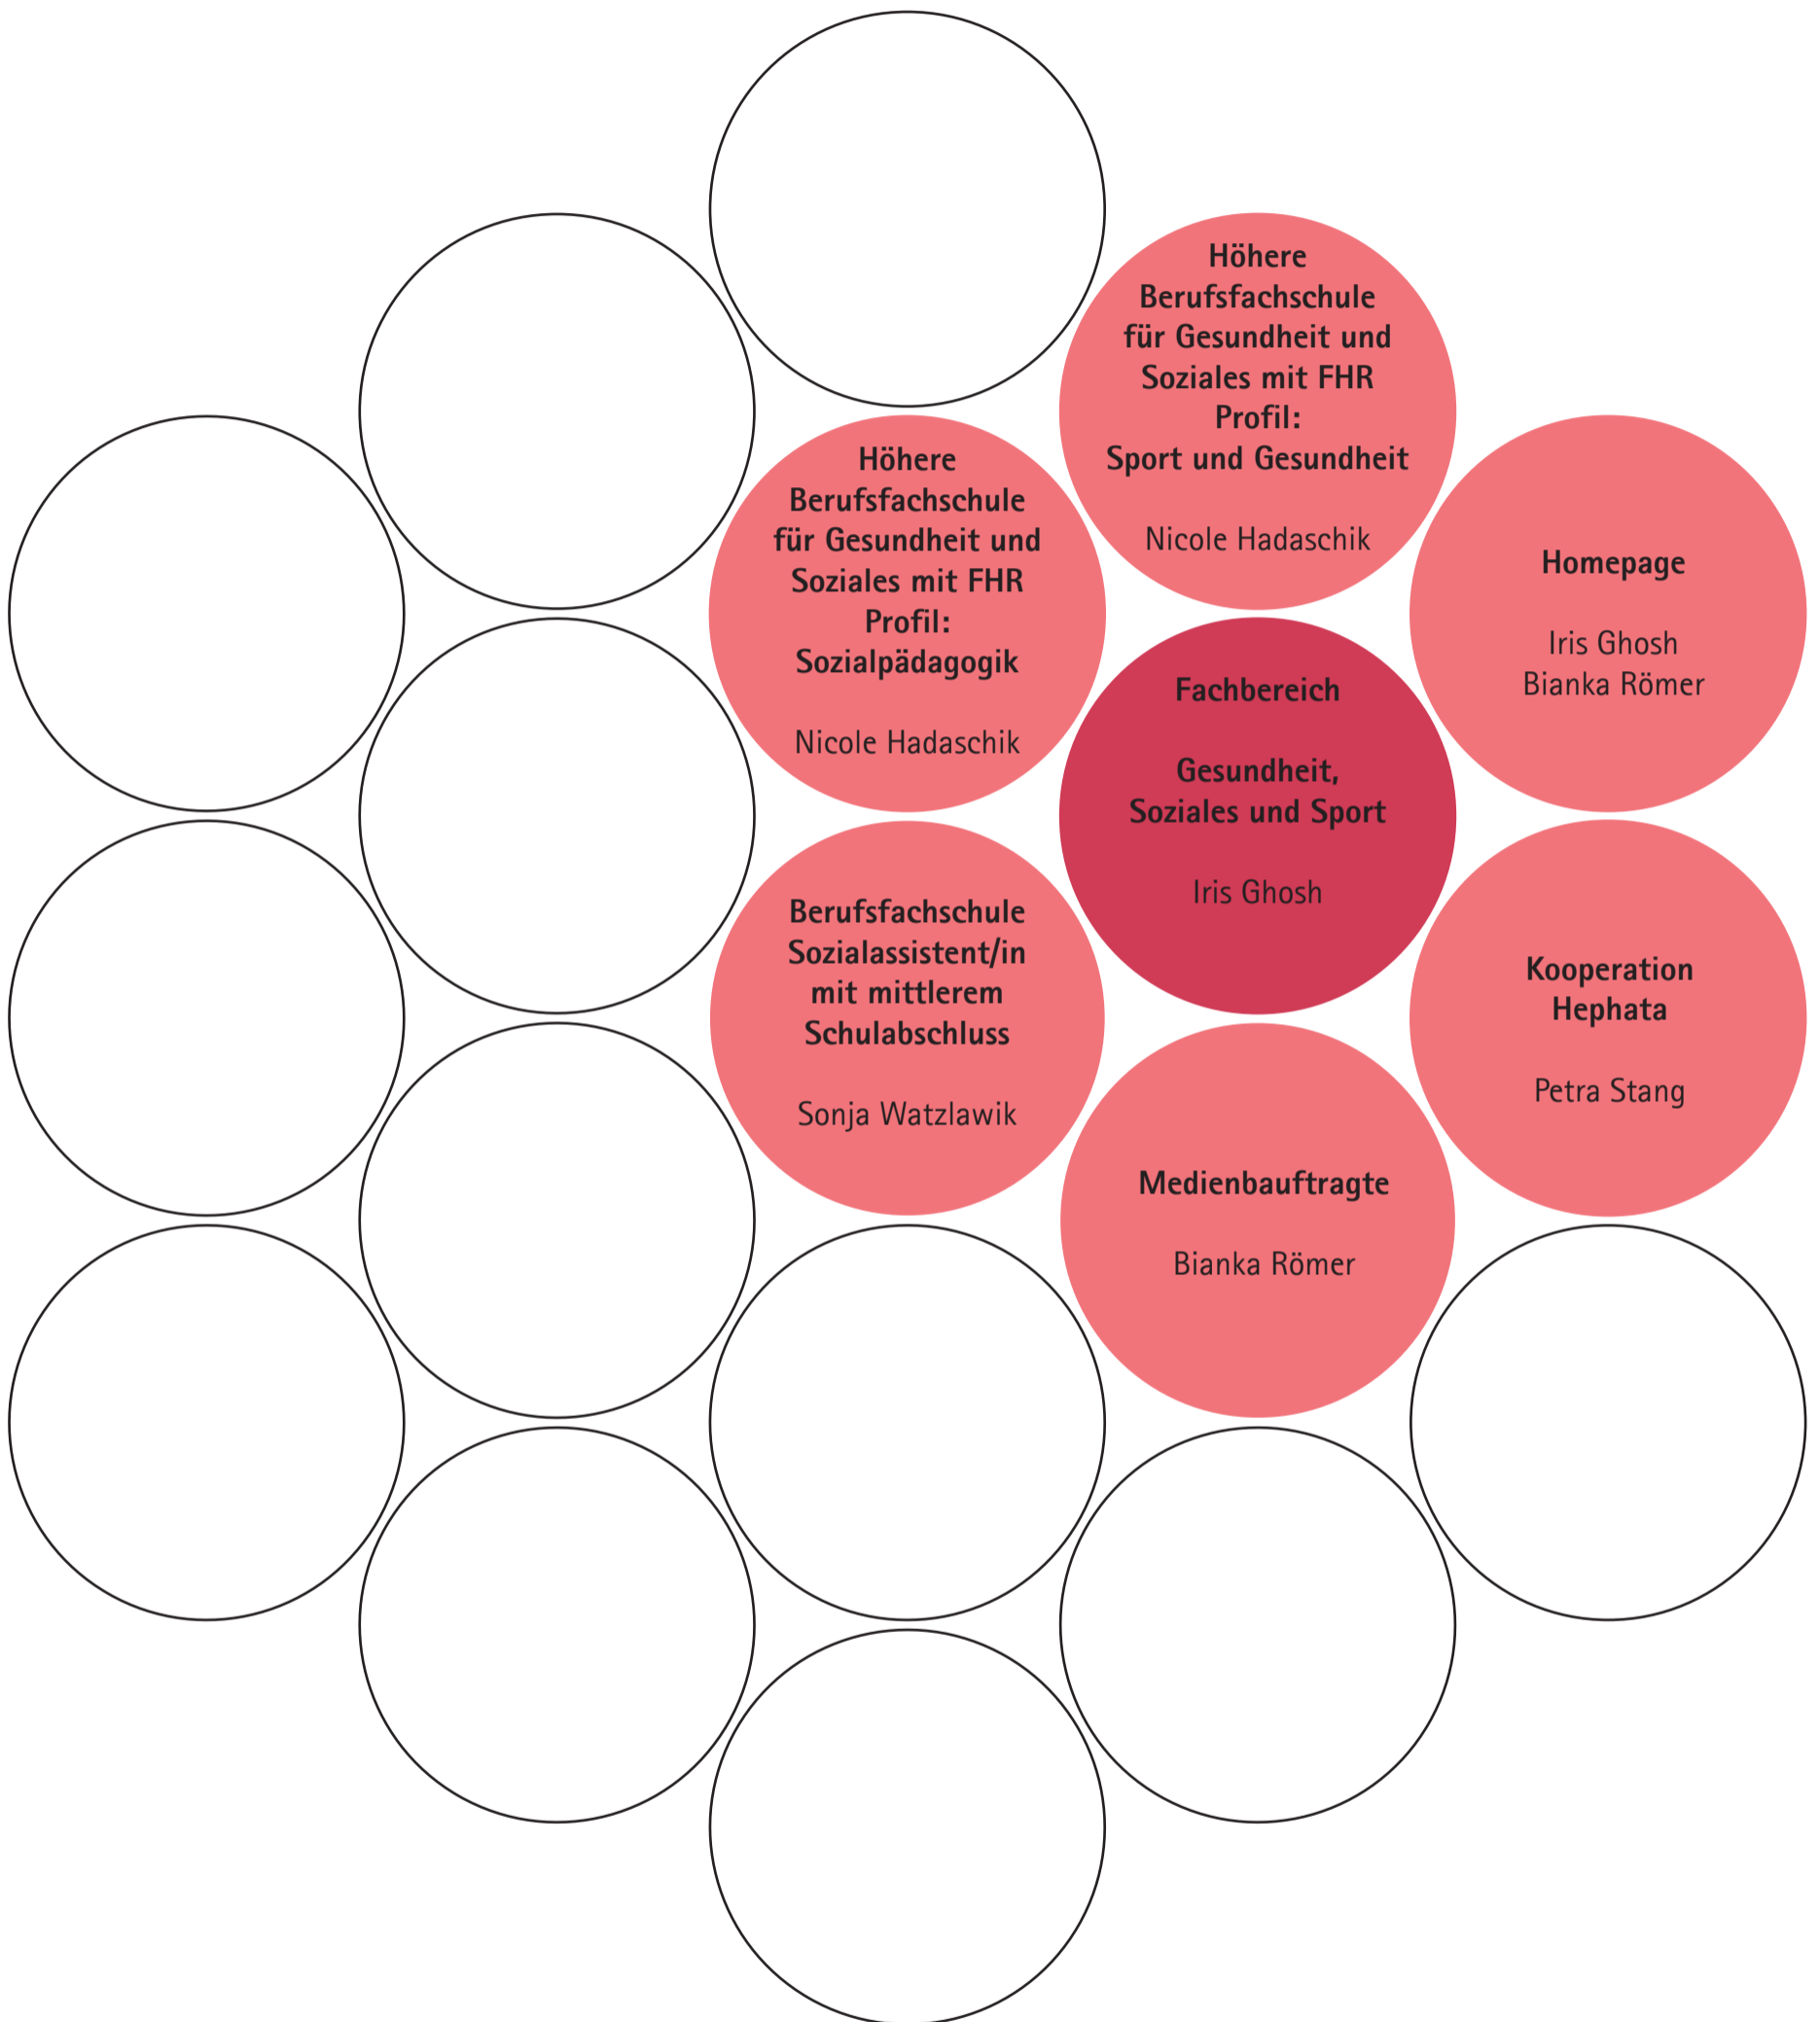 Höhere
Berufsfachschule
für Gesundheit und
Soziales mit FHR
Profil:
Sport und Gesundheit
Nicole Hadaschik
Höhere
Berufsfachschule
für Gesundheit und
Soziales mit FHR
Profil:
Sozialpädagogik
Nicole Hadaschik
Homepage
Iris Ghosh
Bianka Römer
Fachbereich
Gesundheit,
Soziales und Sport
Iris Ghosh
Berufsfachschule
Sozialassistent/in
mit mittlerem
Schulabschluss
Sonja Watzlawik
Kooperation
Hephata
Petra Stang
Medienbauftragte
Bianka Römer